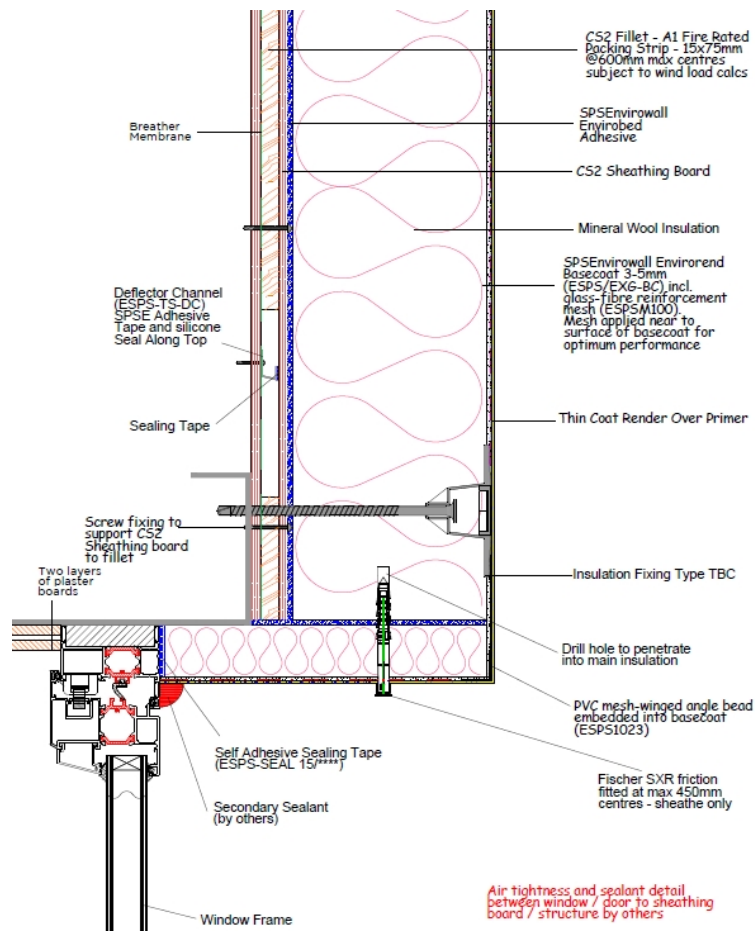 CS2 Fillet - A1 Fire Rated
Packing Strip - 15x75mm
@600mm max centres
subject to wind load calcs
SPSEnvirowall
Envirobed
Adhesive
Breather
Membrane
CS2 Sheathing Board
Mineral Wool Insulation
SPSEnvirowall Envirorend
Basecoat 3-5mm
(ESPS/EXG-BC) incl.
glass-fibre reinforcement
mesh (ESPSM100).
Mesh applied near to
surface of basecoat for
optimum performance
Deflector Channel
(ESPS-TS-DC)
SPSE Adhesive
Tape and silicone
Seal Along Top
Sealing Tape
Thin Coat Render Over Primer
Screw fixing to
support CS2
Sheathing board
to fillet
Two layers
of plaster
boards
Insulation Fixing Type TBC
Drill hole to penetrate
into main insulation
PVC mesh-winged angle bead
embedded into basecoat
(ESPS1023)
Self Adhesive Sealing Tape
(ESPS-SEAL 15/****)
Fischer SXR friction
fitted at max 450mm
centres - sheathe only
Secondary Sealant
(by others)
Window Frame
Air tightness and sealant detail
between window / door to sheathing
board / structure by others